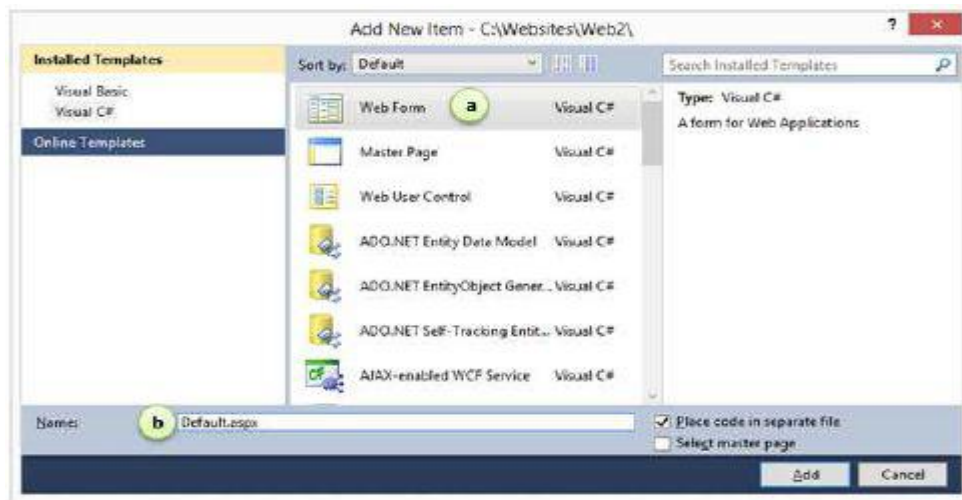 Add New Item - C:\Websites\Web2\
?
Installed Templates
Visual Basic
Visual C#
Online Templates
Sort by: Default
Search Installed Templates
Web Form a Visual C#
Master Page Visual C#
Web User Control Visual C#
ADO.NET Entity Data Model Visual C#
ADO.NET EntityObject Gener... Visual C#
ADO.NET Self-Tracking Entit... Visual C#
AJAX-enabled WCF Service Visual C#
Type: Visual C#
A form for Web Applications
Name: b Default.aspx
Place code in separate file
Select master page
Add Cancel